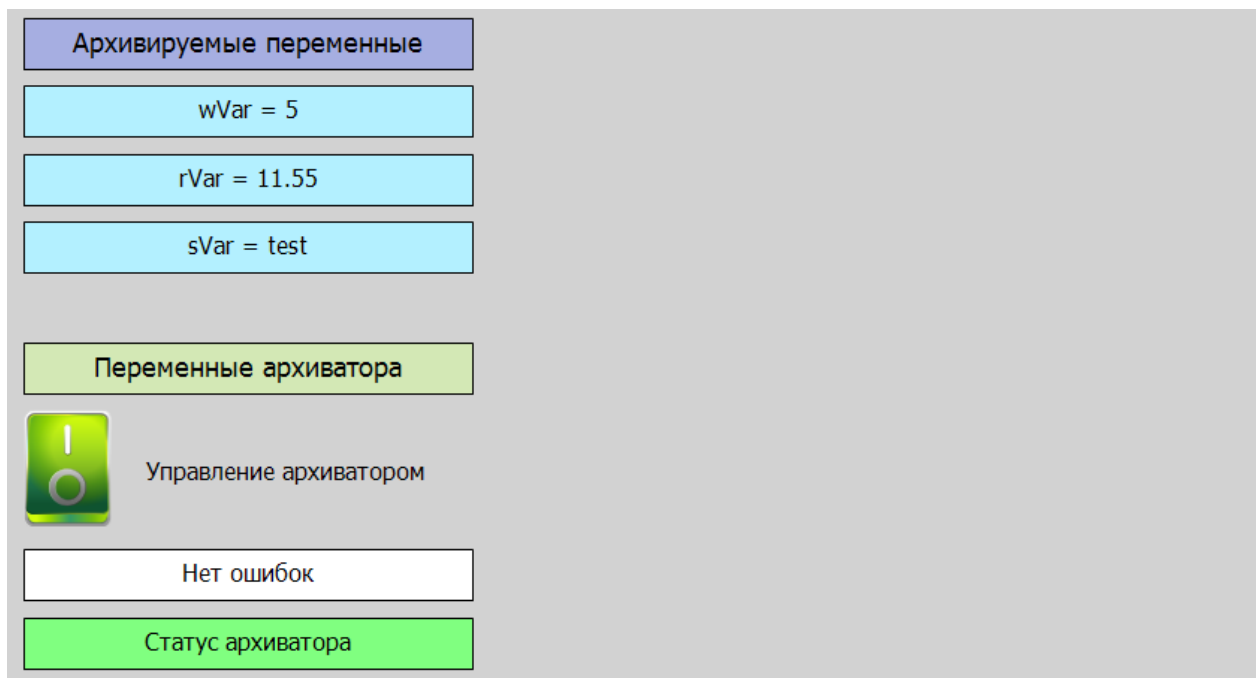 Архивируемые переменные
wVar = 5
rVar = 11.55
sVar = test
Переменные архиватора
Управление архиватором
Нет ошибок
Статус архиватора